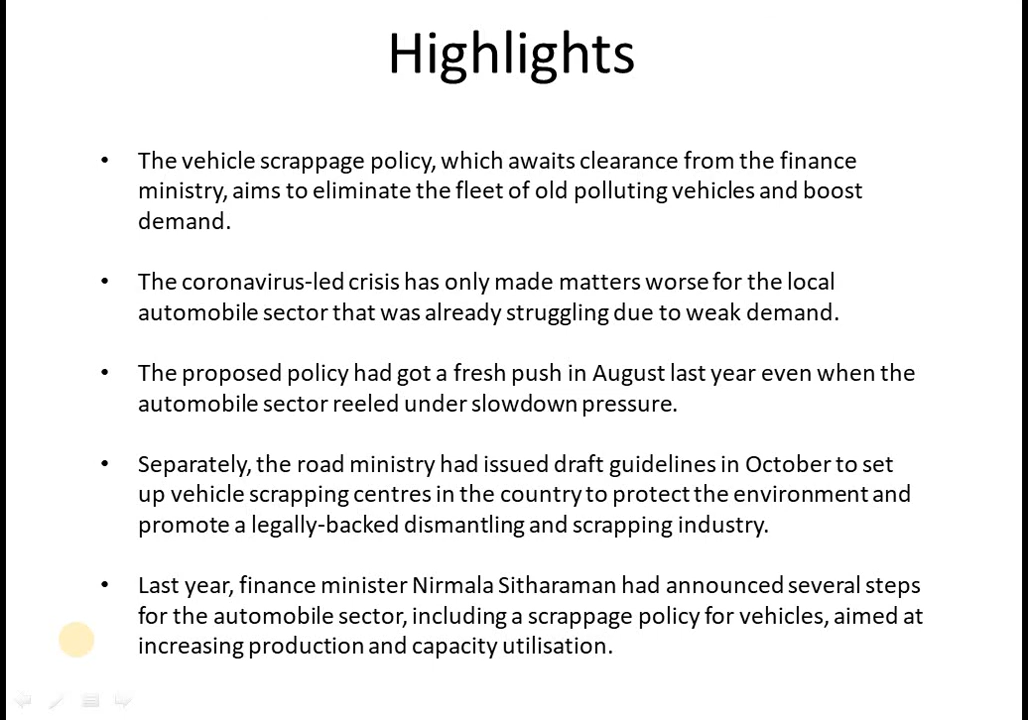 Highlights
• The vehicle scrappage policy, which awaits clearance from the finance
ministry, aims to eliminate the fleet of old polluting vehicles and boost
demand.
• The coronavirus-led crisis has only made matters worse for the local
automobile sector that was already struggling due to weak demand.
• The proposed policy had got a fresh push in August last year even when the
automobile sector reeled under slowdown pressure.
• Separately, the road ministry had issued draft guidelines in October to set
up vehicle scrapping centres in the country to protect the environment and
promote a legally-backed dismantling and scrapping industry.
• Last year, finance minister Nirmala Sitharaman had announced several steps
for the automobile sector, including a scrappage policy for vehicles, aimed at
increasing production and capacity utilisation.